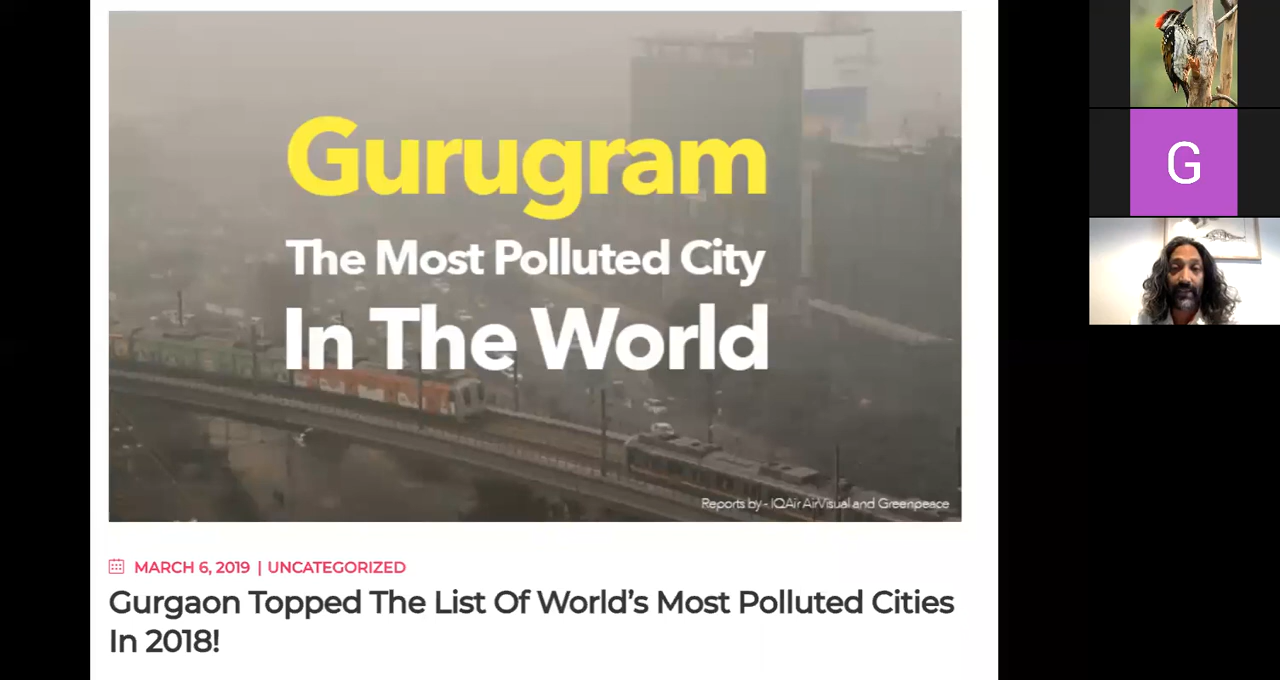 Gurugram
The Most Polluted City
In The World
Reports by - IQAir AirVisual and Greenpeace
MARCH 6, 2019 | UNCATEGORIZED
Gurgaon Topped The List Of World’s Most Polluted Cities
In 2018!
G